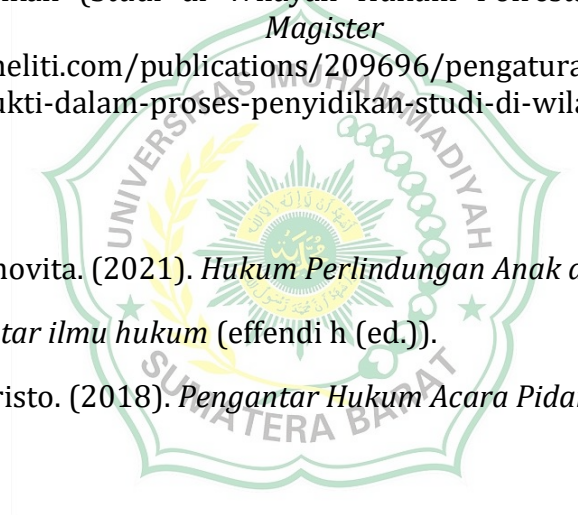 Magister
neliti.com/publications/209696/pengatura
ukti-dalam-proses-penyidikan-studi-di-wila
novita. (2021). Hukum Perlindungan Anak d
tar ilmu hukum (effendi h (ed.)).
risto. (2018). Pengantar Hukum Acara Pidan
UNIVERSITAS MUHAMMADIYAH
SUMATERA BARAT